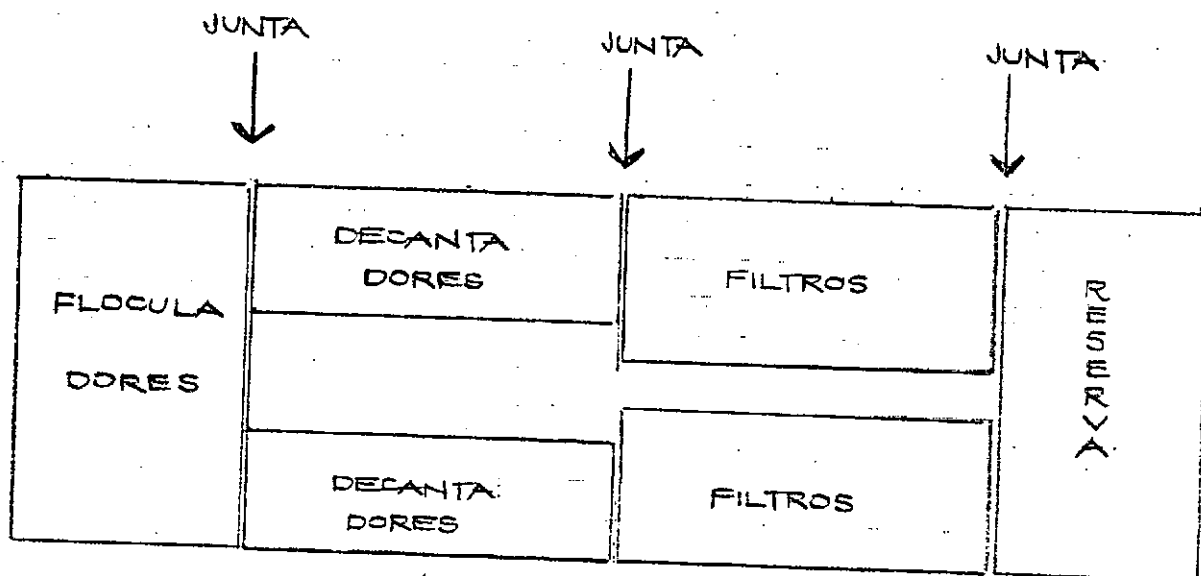 JUNTA
JUNTA
JUNTA
FLOCULA
DORES
DECANTA
DORES
FILTROS
RESERVA
DECANTA
DORES
FILTROS